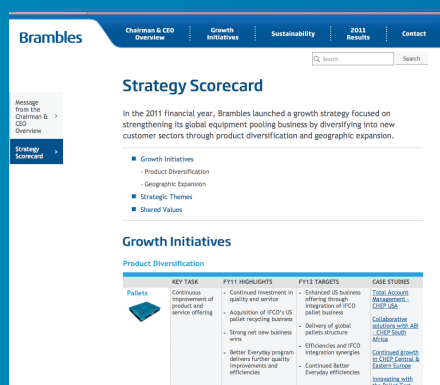 Brambles
Chairman & CEO
Overview
Growth
Initiatives
Sustainability
2011
Results
Contact
Search
Search
Message
from the
Chairman &
CEO
Overview
>
Strategy
Scorecard
>
Strategy Scorecard
In the 2011 financial year, Brambles launched a growth strategy focused on
strengthening its global equipment pooling business by diversifying into new
customer sectors through product diversification and geographic expansion.
Growth Initiatives
- Product Diversification
- Geographic Expansion
Strategic Themes
Shared Values
Growth Initiatives
Product Diversification
KEY TASK
FY11 HIGHLIGHTS
FY12 TARGETS
CASE STUDIES
Pallets
Continuous
improvement of
product and
service offering
- Continued investment in
quality and service
- Acquisition of IFCO's US
pallet recycling business
- Strong net new business
wins
- Better Everyday program
delivers further quality
improvements and
efficiencies
- Enhanced US business
offering through
integration of IFCO
pallet business
- Delivery of global
pallets structure
- Efficiencies and IFCO
integration synergies
- Continued Better
Everyday efficiencies
Total Account
Management -
CHEP USA
Collaborative
solutions with ABI
- CHEP South
Africa
Continued growth
in CHEP Central &
Eastern Europe
Innovating with